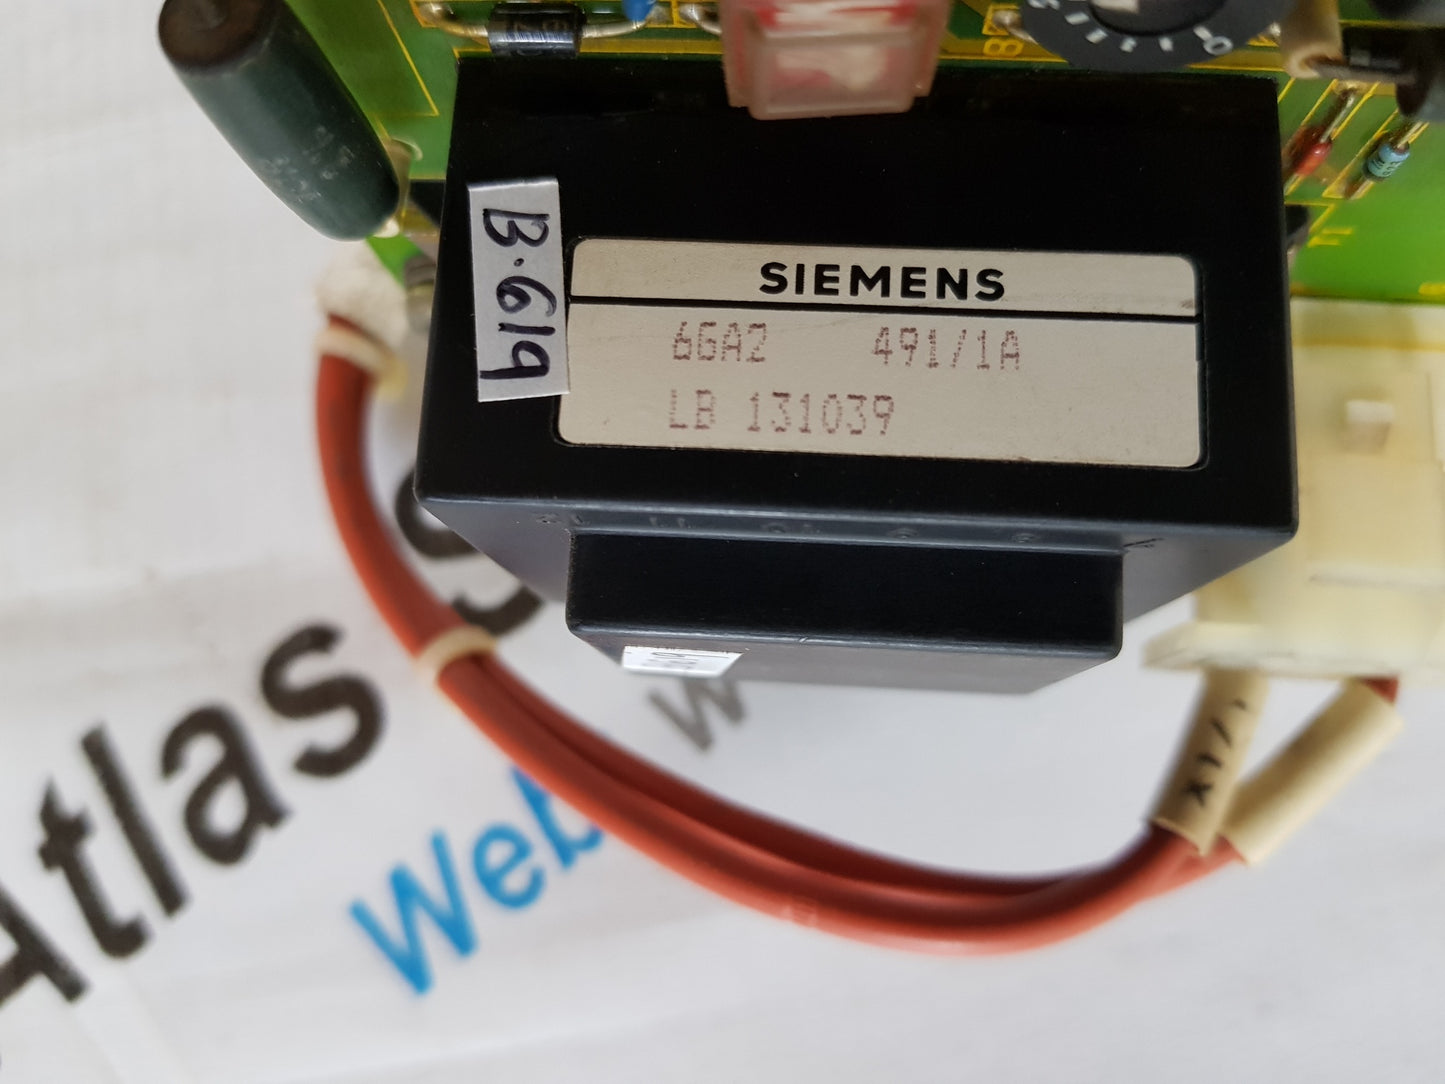 B.619
SIEMENS
6GA2 491/1A
LB 131039
Atlas
Web